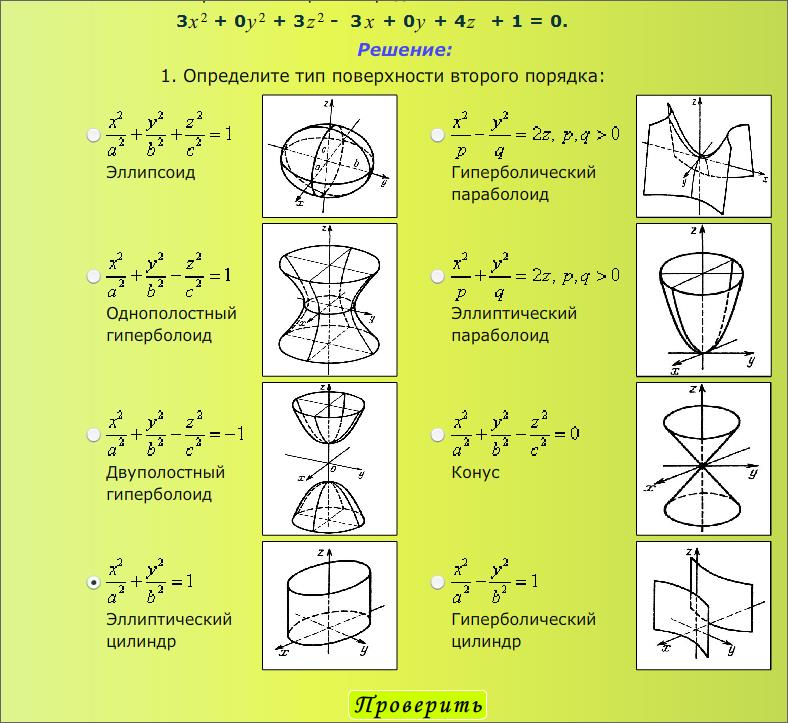 3x² + 0y² + 3z² - 3x + 0y + 4z + 1 = 0.
Решение:
1. Определите тип поверхности второго порядка:
x²/a² + y²/b² + z²/c² = 1
Эллипсоид
z
c
a
b
x
y
x²/p - y²/q = 2z, p,q > 0
Гиперболический
параболоид
z
y
x
x²/a² + y²/b² - z²/c² = 1
Однополостный
гиперболоид
z
x
y
x²/p + y²/q = 2z, p,q > 0
Эллиптический
параболоид
z
x
y
x²/a² + y²/b² - z²/c² = -1
Двуполостный
гиперболоид
z
O
x
y
x²/a² + y²/b² - z²/c² = 0
Конус
z
x
y
x²/a² + y²/b² = 1
Эллиптический
цилиндр
z
x
y
x²/a² - y²/b² = 1
Гиперболический
цилиндр
z
x
y
Проверить